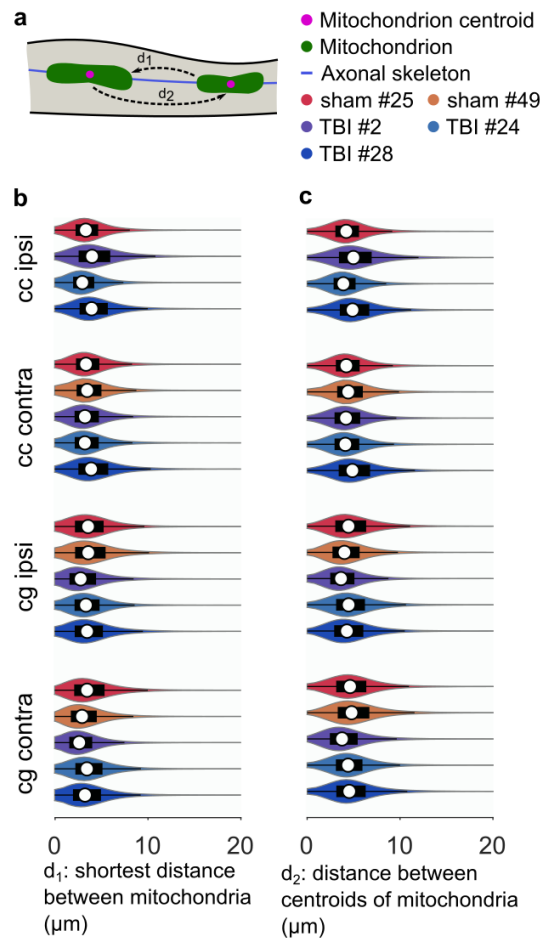 a
d₁
d₂
Mitochondrion centroid
Mitochondrion
Axonal skeleton
sham #25
sham #49
TBI #2
TBI #24
TBI #28
b
c
cc ipsi
cc contra
cg ipsi
cg contra
0
10
20
0
10
20
d₁: shortest distance
between mitochondria
(μm)
d₂: distance between
centroids of mitochondria
(μm)